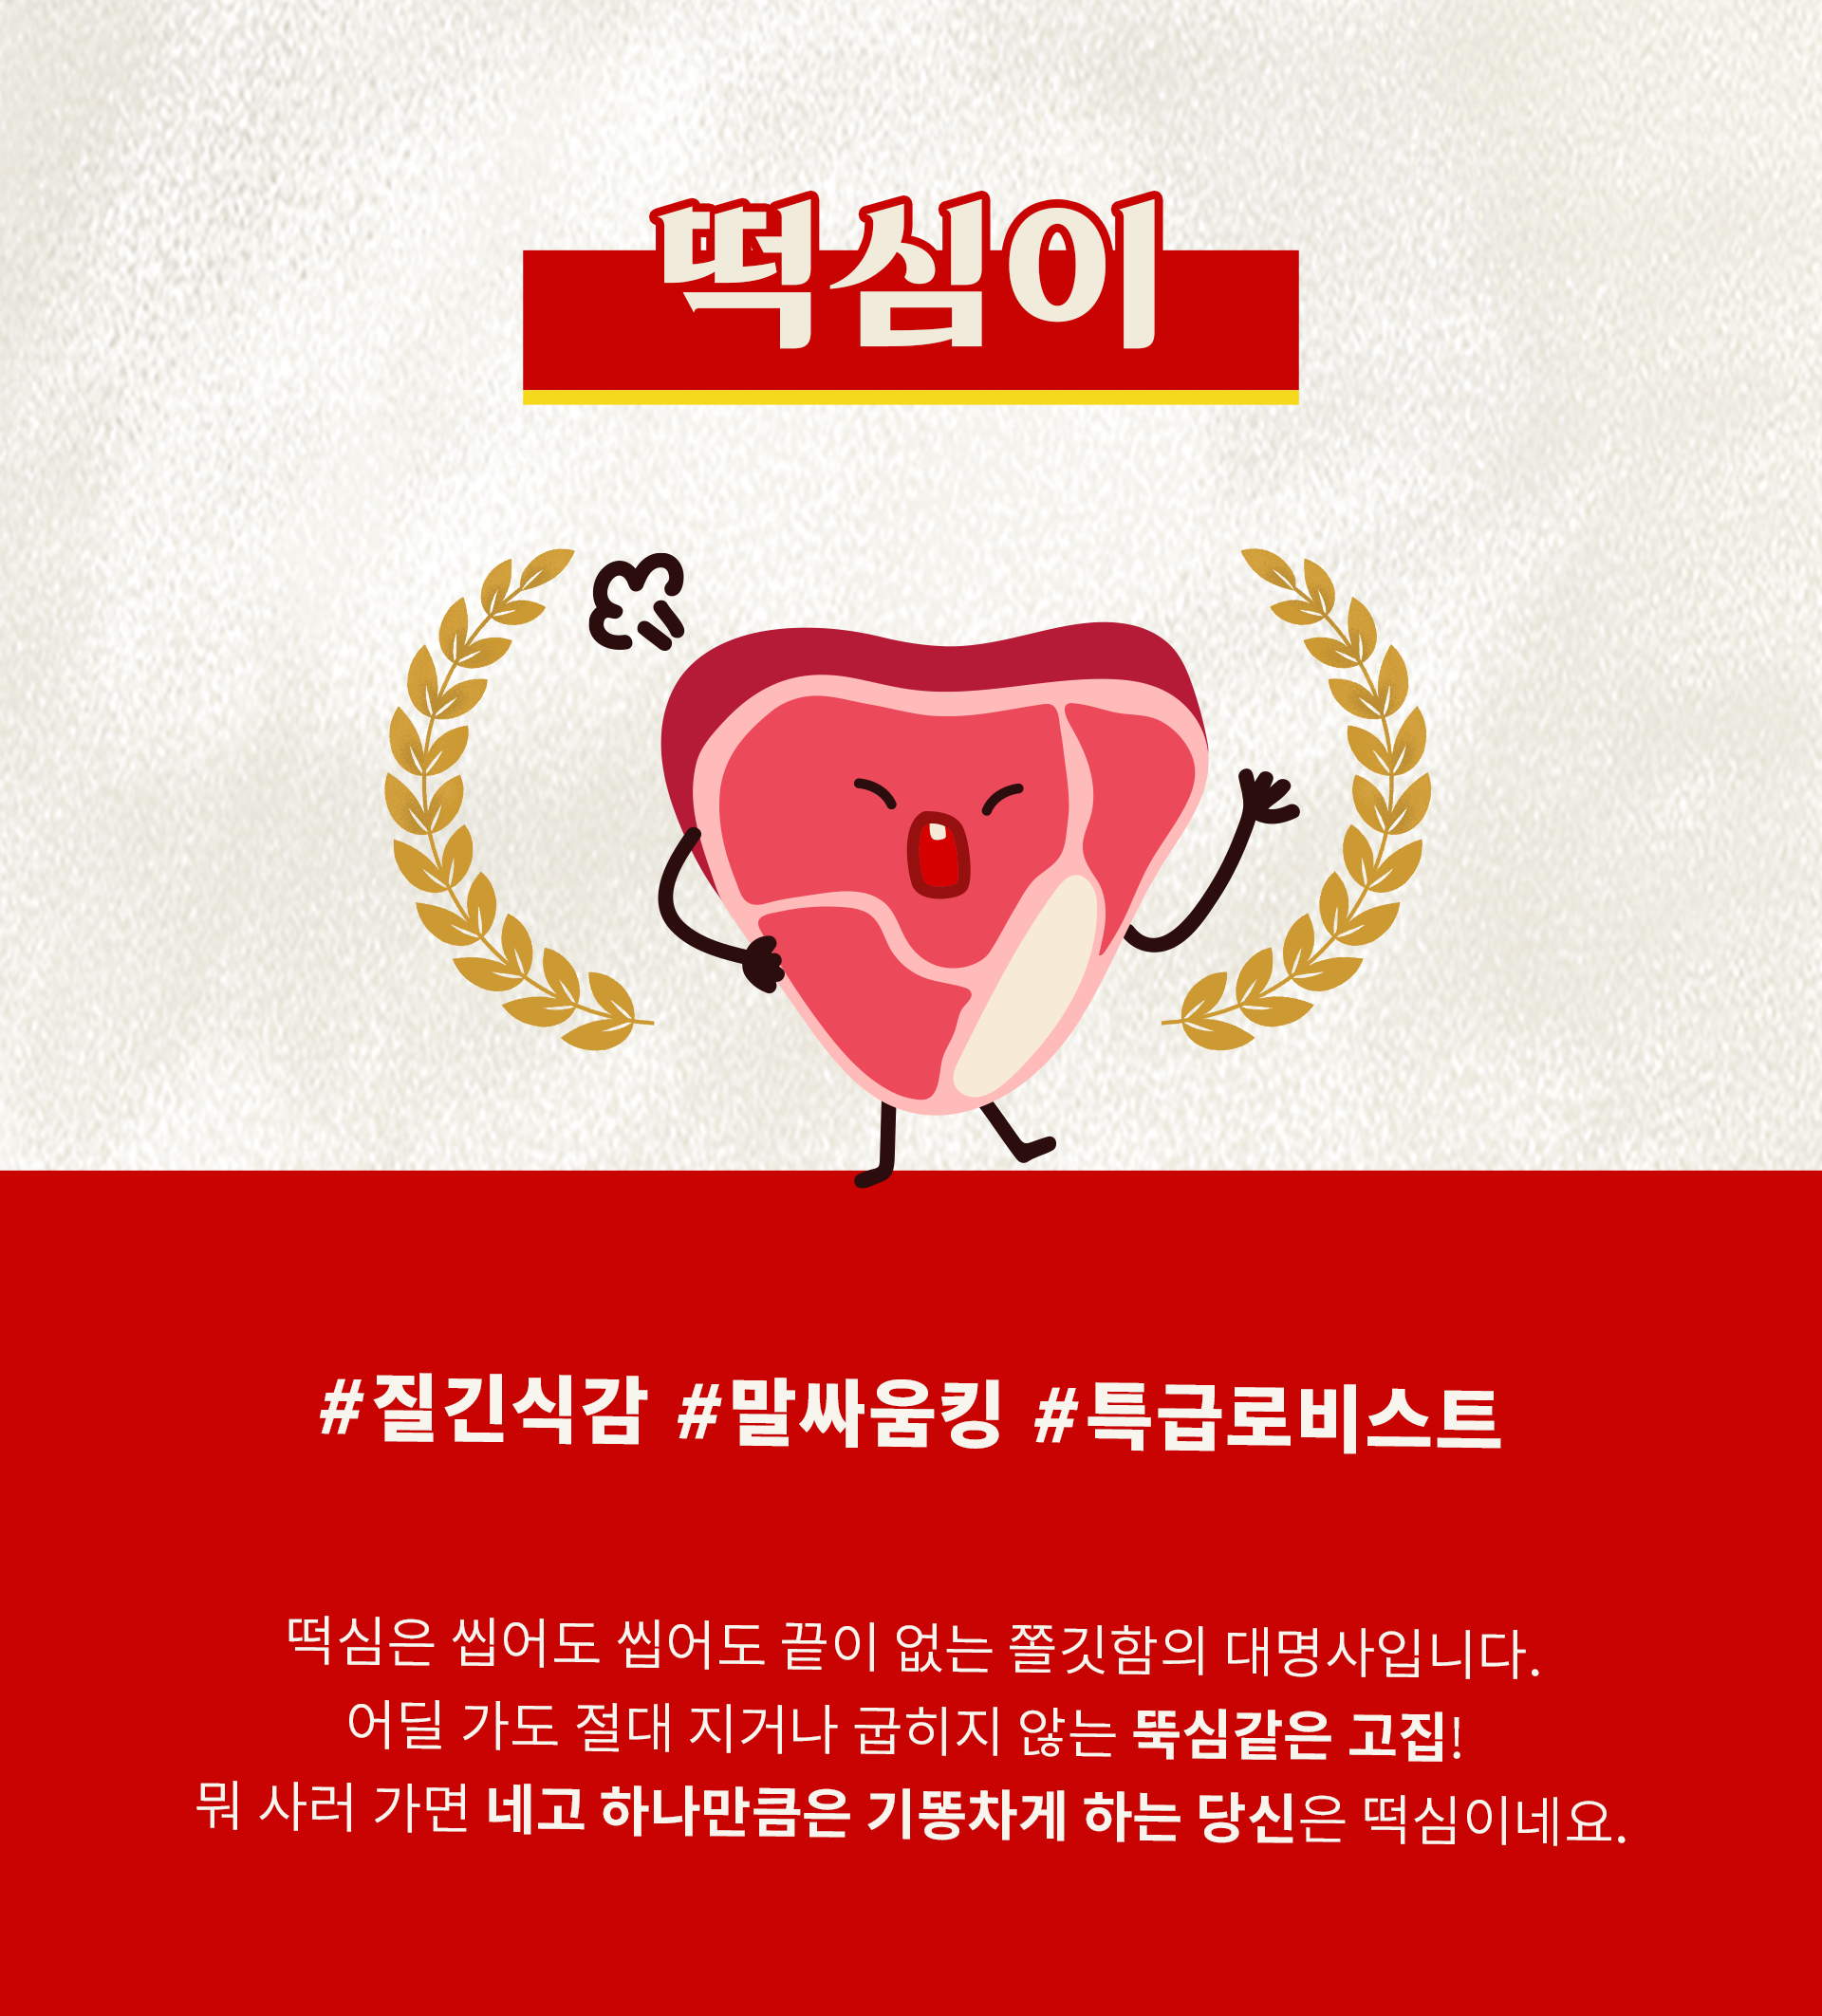 떡심이
#질긴식감 #말싸움킹 #특급로비스트
떡심은 씹어도 씹어도 끝이 없는 쫄깃함의 대명사입니다.
어딜 가도 절대 지거나 굽히지 않는 뚝심같은 고집!
뭐 사러 가면 네고 하나만큼은 기똥차게 하는 당신은 떡심이네요.